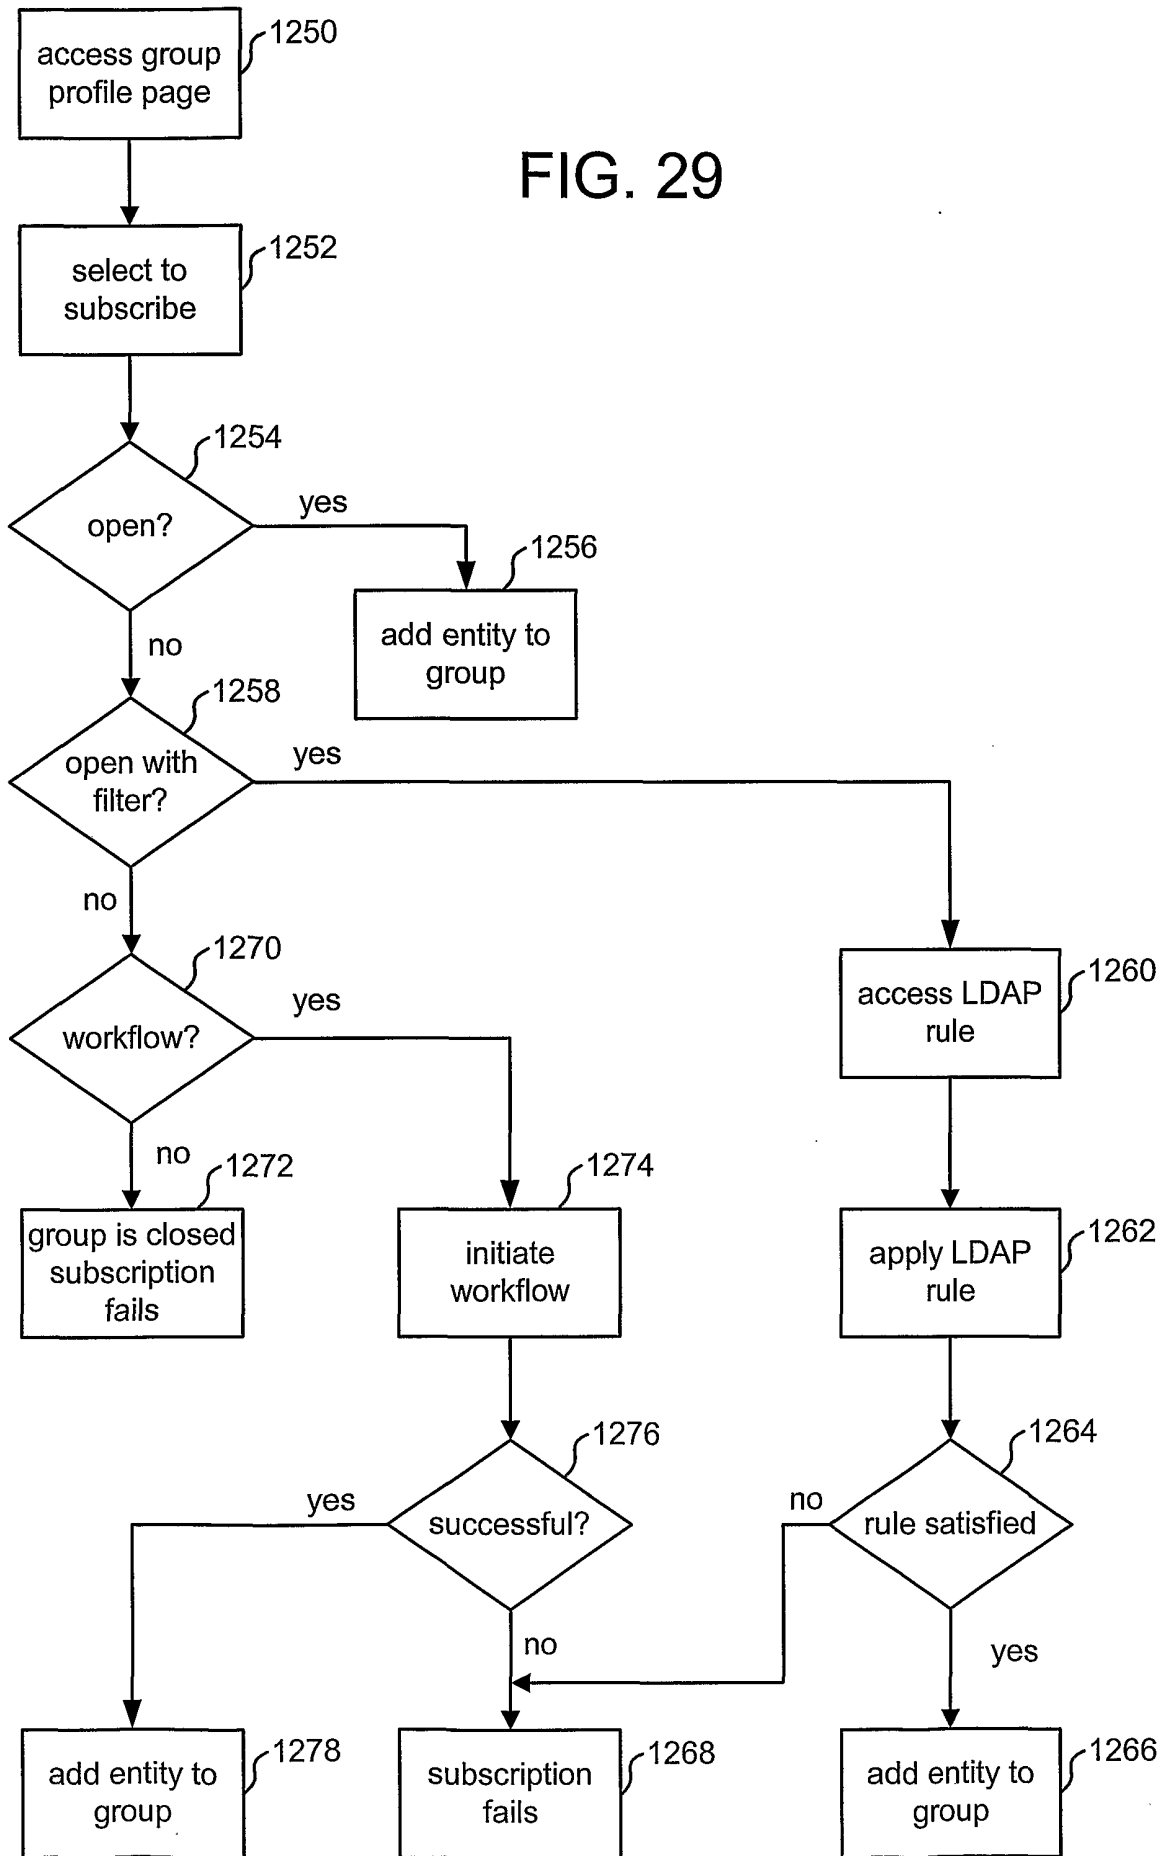 access group
profile page
1250
FIG. 29
select to
subscribe
1252
1254
open?
yes
1256
add entity to
group
no
1258
open with
filter?
yes
no
1270
workflow?
yes
1260
access LDAP
rule
no
1272
group is closed
subscription
fails
1274
initiate
workflow
1262
apply LDAP
rule
1276
successful?
yes
1264
rule satisfied
no
no
yes
1278
add entity to
group
1268
subscription
fails
1266
add entity to
group